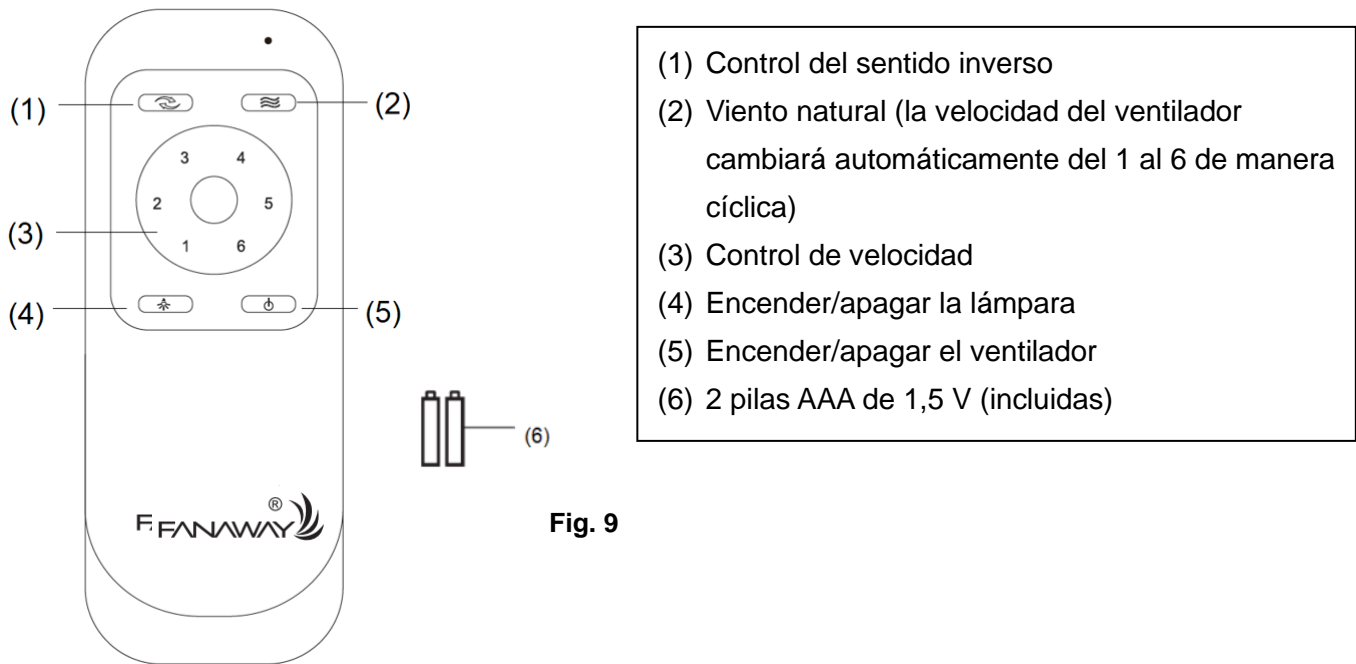 (1)
(2)
3 4
2 5
(3)
1 6
(4)
(5)
(6)
® 
F FANAWAY
Fig. 9
(1) Control del sentido inverso
(2) Viento natural (la velocidad del ventilador
cambiará automáticamente del 1 al 6 de manera
cíclica)
(3) Control de velocidad
(4) Encender/apagar la lámpara
(5) Encender/apagar el ventilador
(6) 2 pilas AAA de 1,5 V (incluidas)